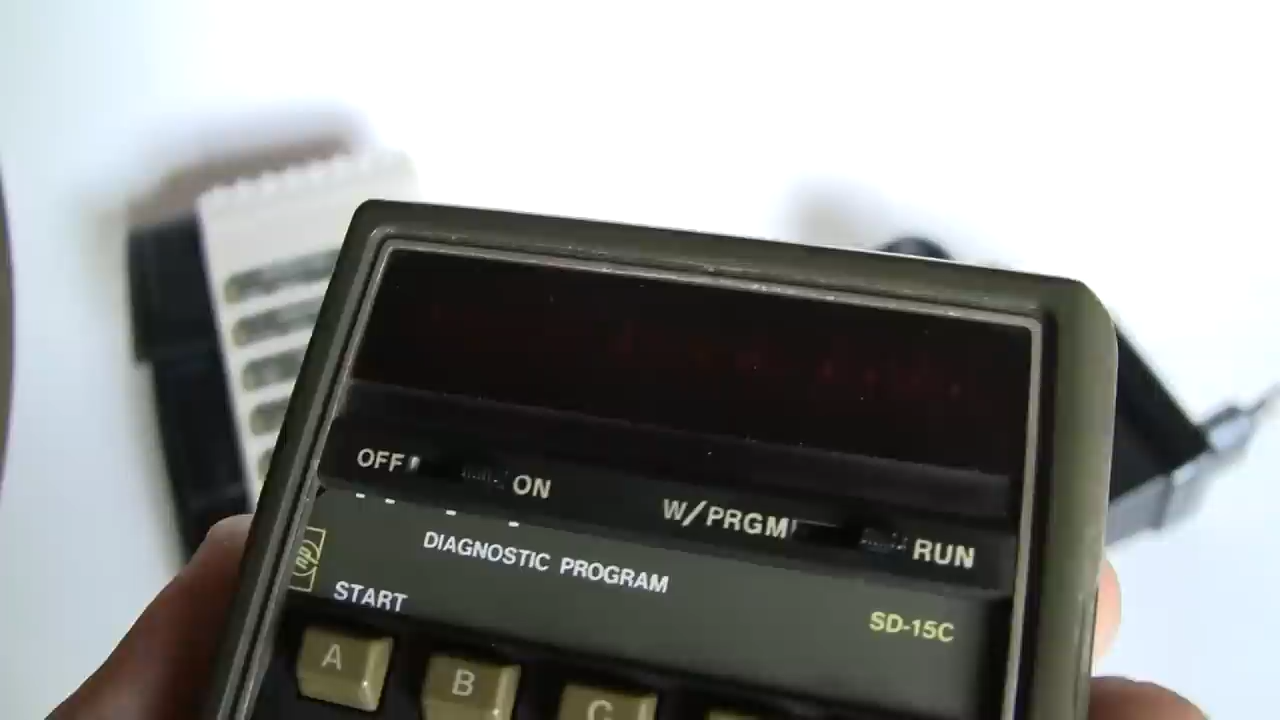 OFF ON W/PRGM RUN
DIAGNOSTIC PROGRAM
START SD-15C
A B C